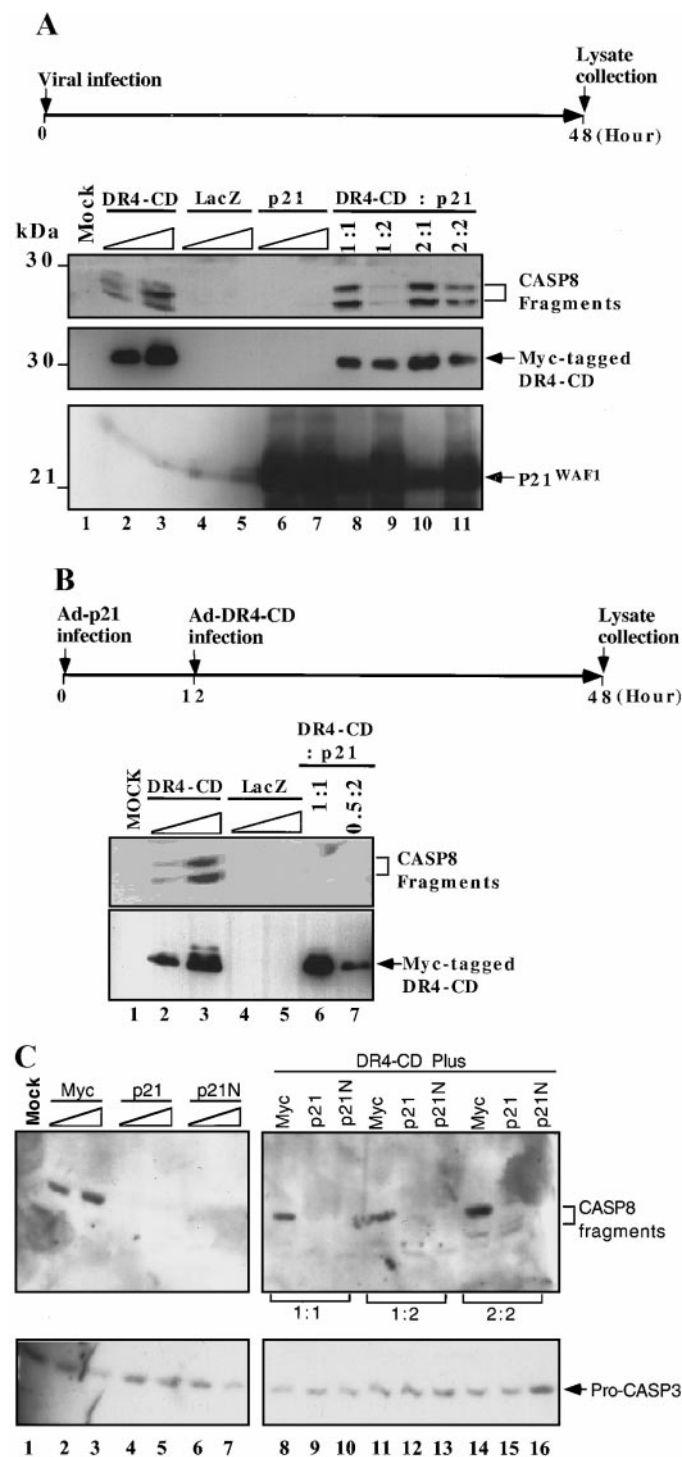 A
Viral infection
Lysate
collection
0
48 (Hour)
Mock
DR4-CD
LacZ
p21
DR4-CD : p21
1:1
1:2
2:1
2:2
kDa
30
CASP8
Fragments
30
Myc-tagged
DR4-CD
21
P21WAF1
1 2 3 4 5 6 7 8 9 10 11
B
Ad-p21
infection
Ad-DR4-CD
infection
Lysate
collection
0
12
48 (Hour)
MOCK
DR4-CD
LacZ
DR4-CD
: p21
1:1
0.5:2
CASP8
Fragments
Myc-tagged
DR4-CD
1 2 3 4 5 6 7
C
Mock
Myc
p21
p21N
DR4-CD Plus
Myc
p21
p21N
Myc
p21
p21N
Myc
p21
p21N
CASP8
fragments
1:1
1:2
2:2
Pro-CASP3
1 2 3 4 5 6 7 8 9 10 11 12 13 14 15 16